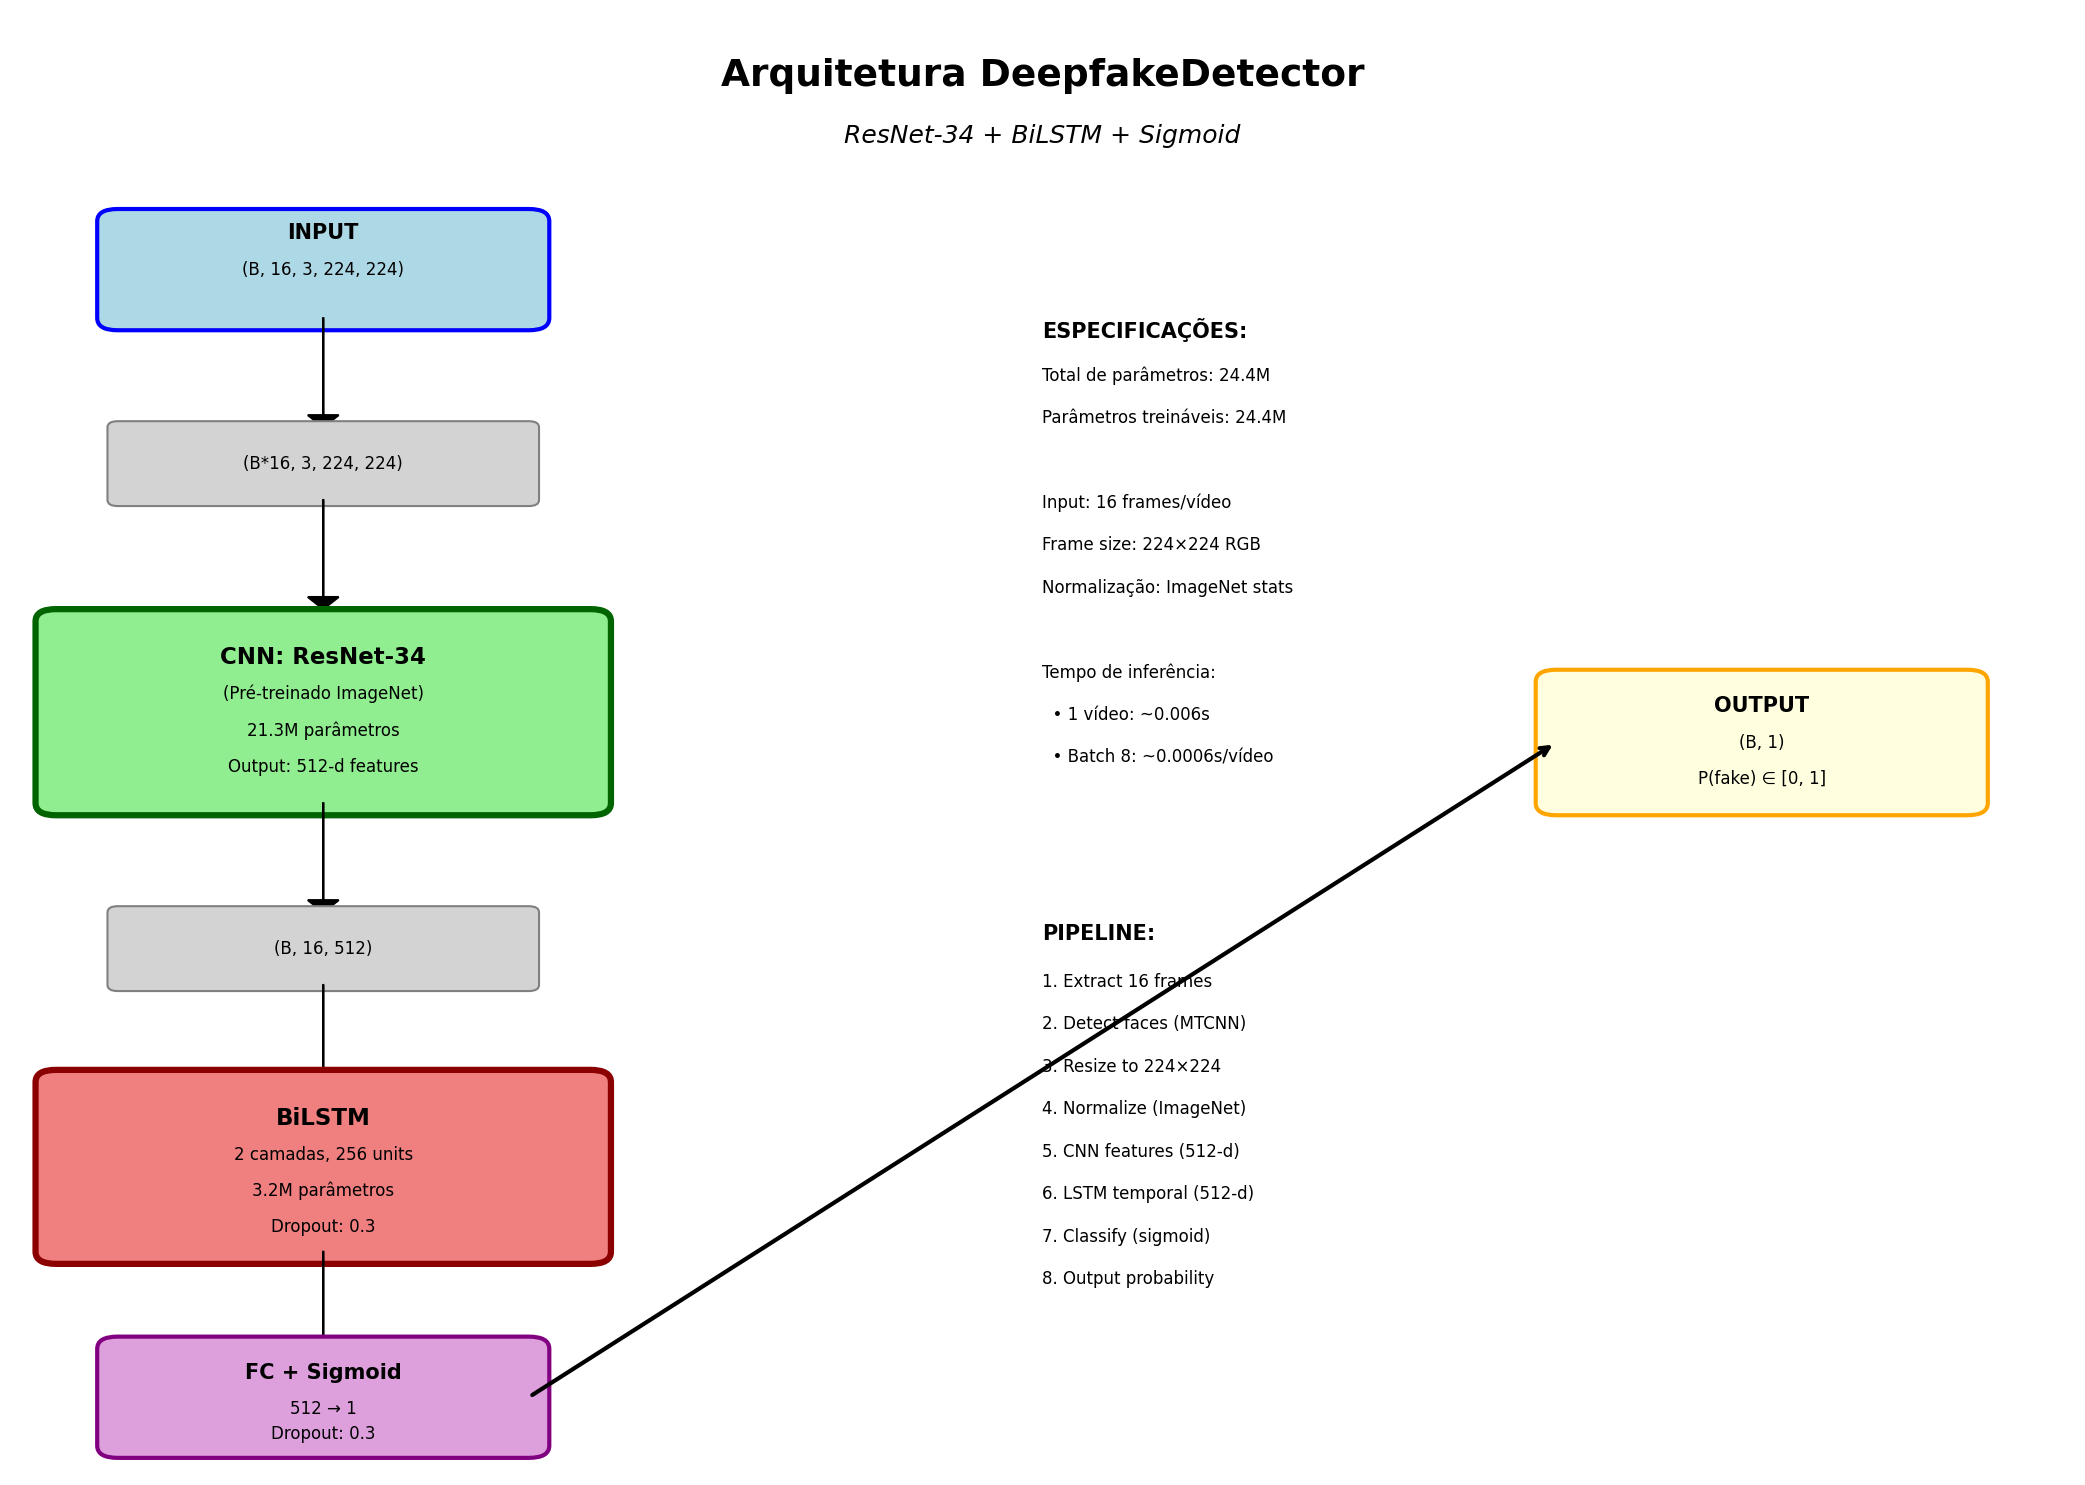 Arquitetura DeepfakeDetector
ResNet-34 + BiLSTM + Sigmoid
INPUT
(B, 16, 3, 224, 224)
(B*16, 3, 224, 224)
CNN: ResNet-34
(Pré-treinado ImageNet)
21.3M parâmetros
Output: 512-d features
(B, 16, 512)
BiLSTM
2 camadas, 256 units
3.2M parâmetros
Dropout: 0.3
FC + Sigmoid
512 → 1
Dropout: 0.3
ESPECIFICAÇÕES:
Total de parâmetros: 24.4M
Parâmetros treináveis: 24.4M
Input: 16 frames/vídeo
Frame size: 224×224 RGB
Normalização: ImageNet stats
Tempo de inferência:
• 1 vídeo: ~0.006s
• Batch 8: ~0.0006s/vídeo
PIPELINE:
1. Extract 16 frames
2. Detect faces (MTCNN)
3. Resize to 224×224
4. Normalize (ImageNet)
5. CNN features (512-d)
6. LSTM temporal (512-d)
7. Classify (sigmoid)
8. Output probability
OUTPUT
(B, 1)
P(fake) ∈ [0, 1]